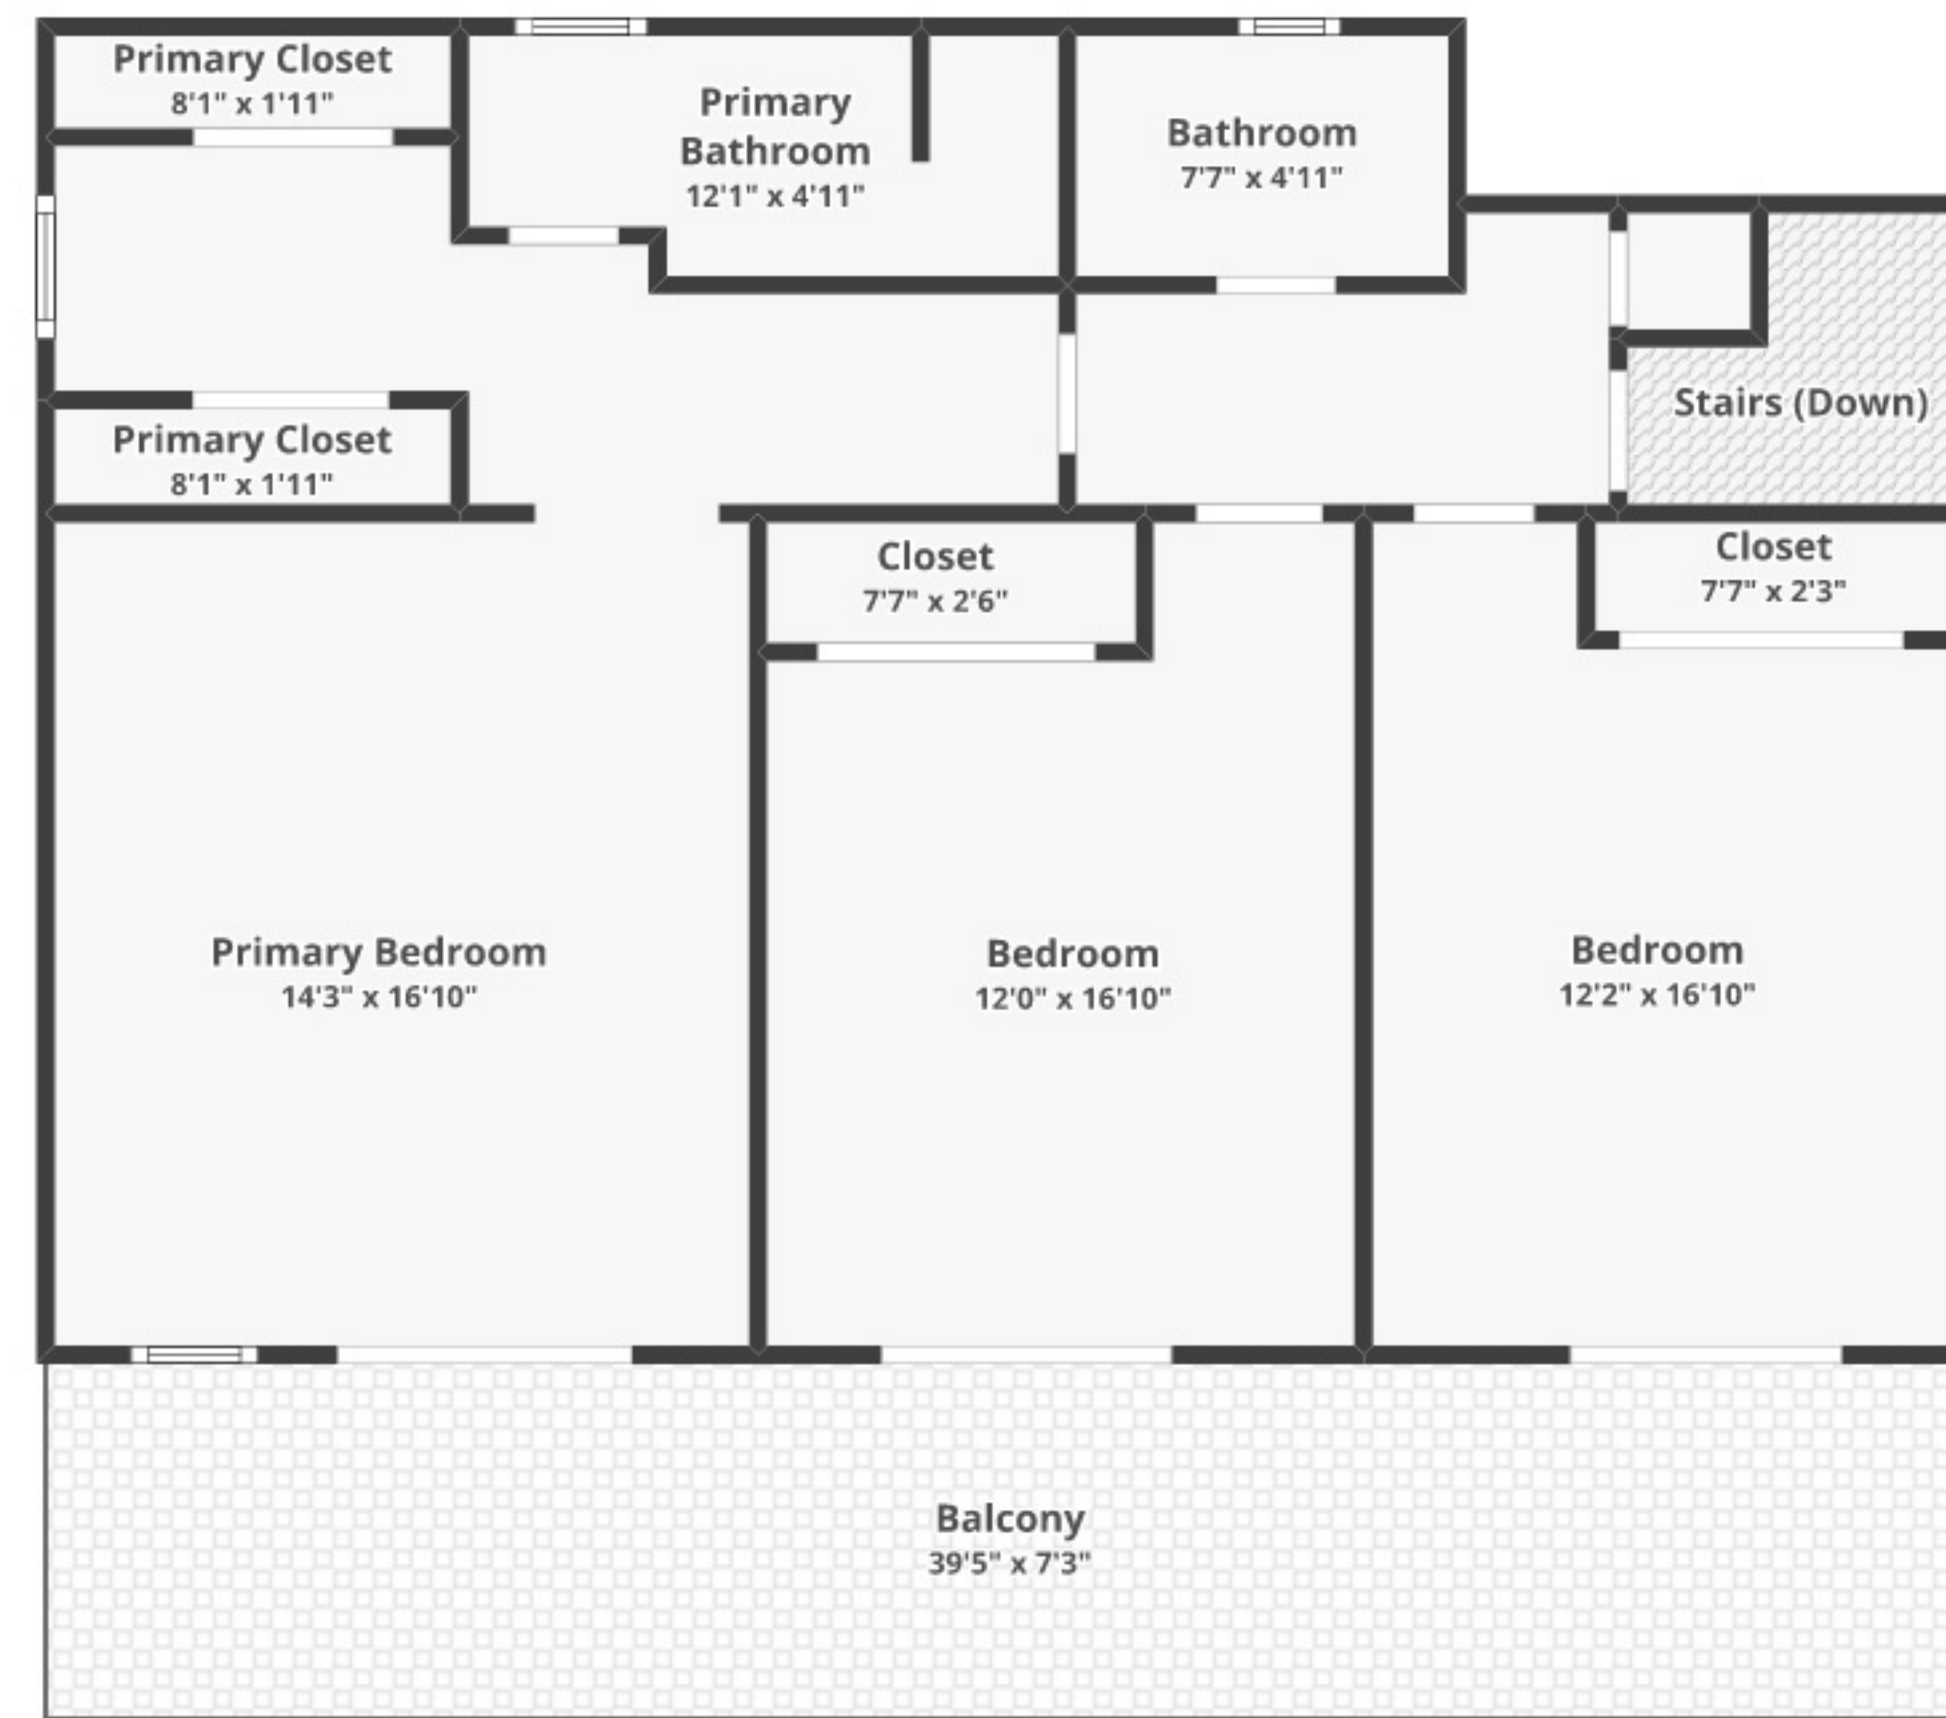 Primary Closet
8'1" x 1'11"
Primary
Bathroom
12'1" x 4'11"
Bathroom
7'7" x 4'11"
Stairs (Down)
Primary Closet
8'1" x 1'11"
Closet
7'7" x 2'6"
Closet
7'7" x 2'3"
Primary Bedroom
14'3" x 16'10"
Bedroom
12'0" x 16'10"
Bedroom
12'2" x 16'10"
Balcony
39'5" x 7'3"